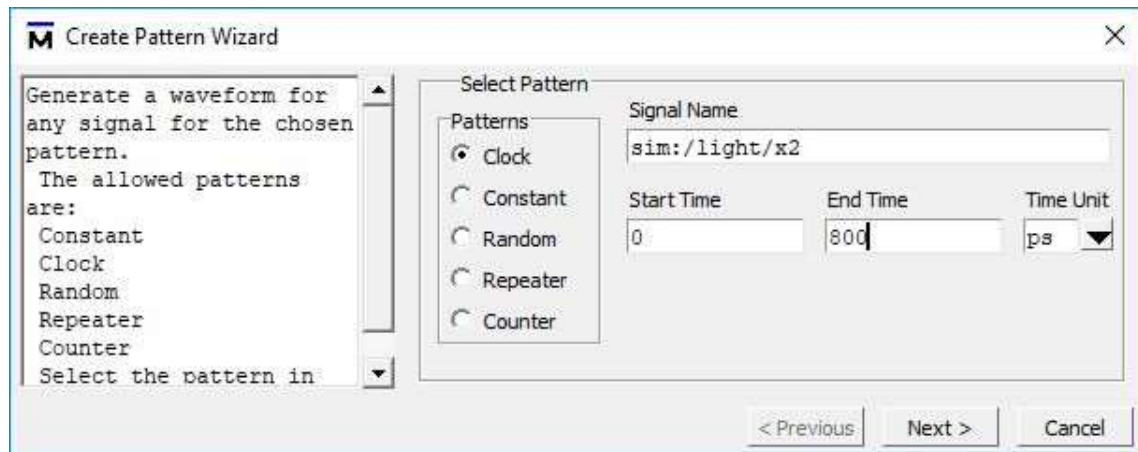 Create Pattern Wizard
Generate a waveform for
any signal for the chosen
pattern.
The allowed patterns
are:
Constant
Clock
Random
Repeater
Counter
Select the pattern in
Select Pattern
Patterns
Clock
Constant
Random
Repeater
Counter
Signal Name
sim:/light/x2
Start Time End Time Time Unit
0 800 ps
< Previous Next > Cancel